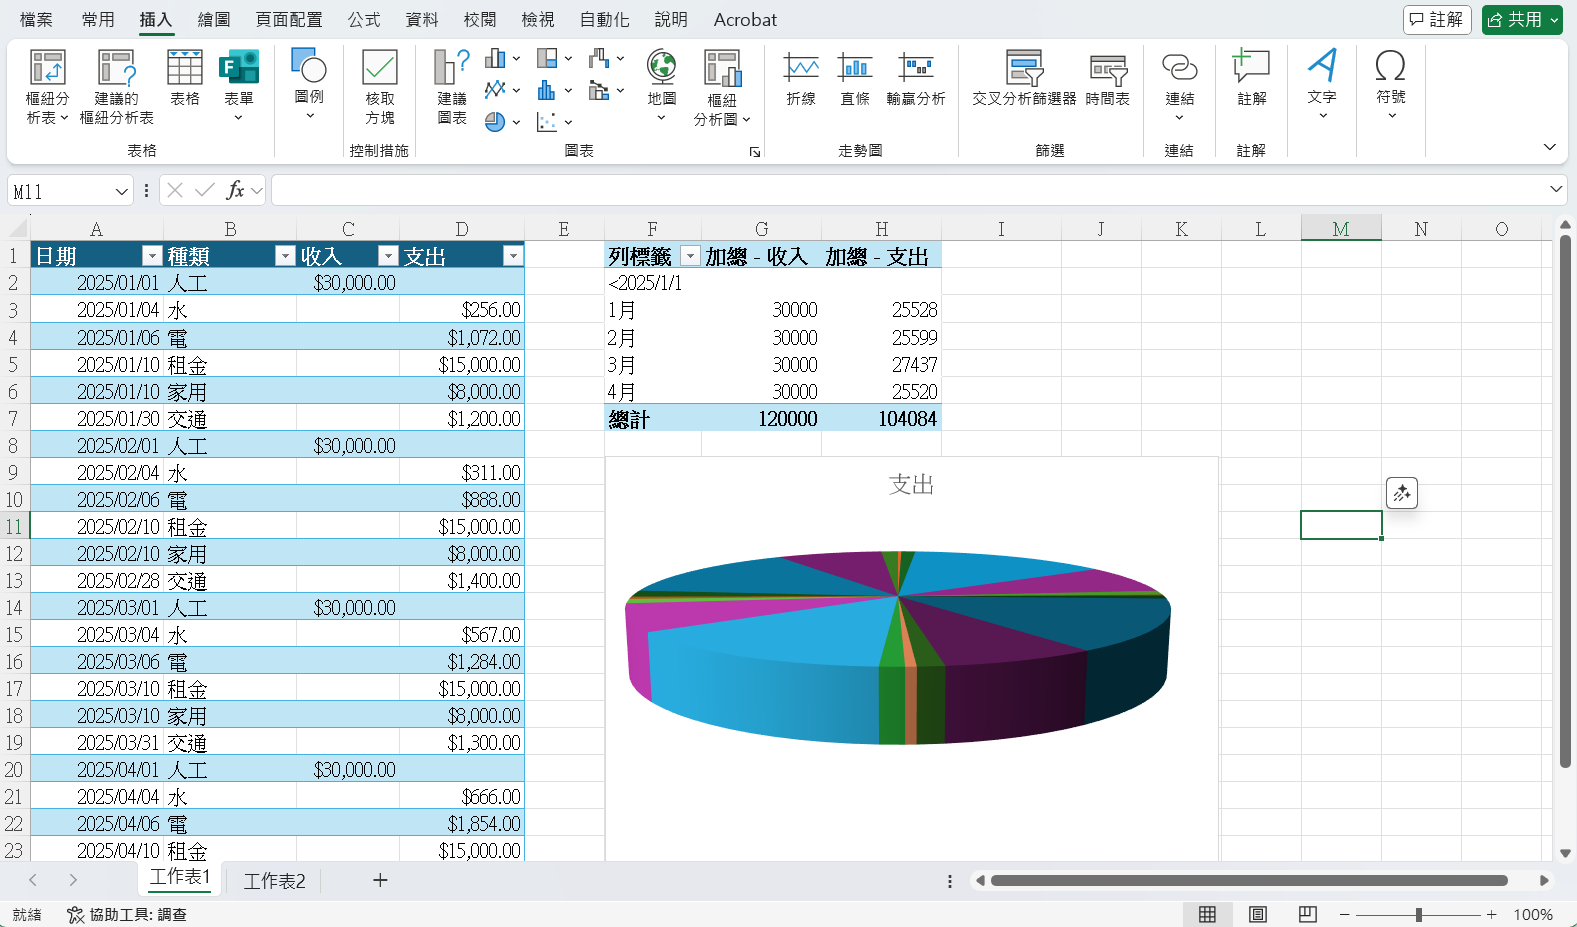 檔案 常用 插入 繪圖 頁面配置 公式 資料 校閱 檢視 自動化 說明 Acrobat 註解 共用
樞紐分析表 建議的樞紐分析表 表格 表單 圖例 核取方塊 建議圖表 地圖 樞紐分析圖 折線 直條 輸贏分析 交叉分析篩選器 時間表 連結 註解 文字 符號
表格 控制措施 圖表 走勢圖 篩選 連結 註解
M11 fx
A B C D E F G H I J K L M N O
1 日期 種類 收入 支出 列標籤 加總 - 收入 加總 - 支出
2 2025/01/01 人工 $30,000.00 <2025/1/1
3 2025/01/04 水 $256.00 1月 30000 25528
4 2025/01/06 電 $1,072.00 2月 30000 25599
5 2025/01/10 租金 $15,000.00 3月 30000 27437
6 2025/01/10 家用 $8,000.00 4月 30000 25520
7 2025/01/30 交通 $1,200.00 總計 120000 104084
8 2025/02/01 人工 $30,000.00
9 2025/02/04 水 $311.00
支出
10 2025/02/06 電 $888.00
11 2025/02/10 租金 $15,000.00
12 2025/02/10 家用 $8,000.00
13 2025/02/28 交通 $1,400.00
14 2025/03/01 人工 $30,000.00
15 2025/03/04 水 $567.00
16 2025/03/06 電 $1,284.00
17 2025/03/10 租金 $15,000.00
18 2025/03/10 家用 $8,000.00
19 2025/03/31 交通 $1,300.00
20 2025/04/01 人工 $30,000.00
21 2025/04/04 水 $666.00
22 2025/04/06 電 $1,854.00
23 2025/04/10 租金 $15,000.00
工作表1 工作表2
就緒 協助工具: 調查 100%